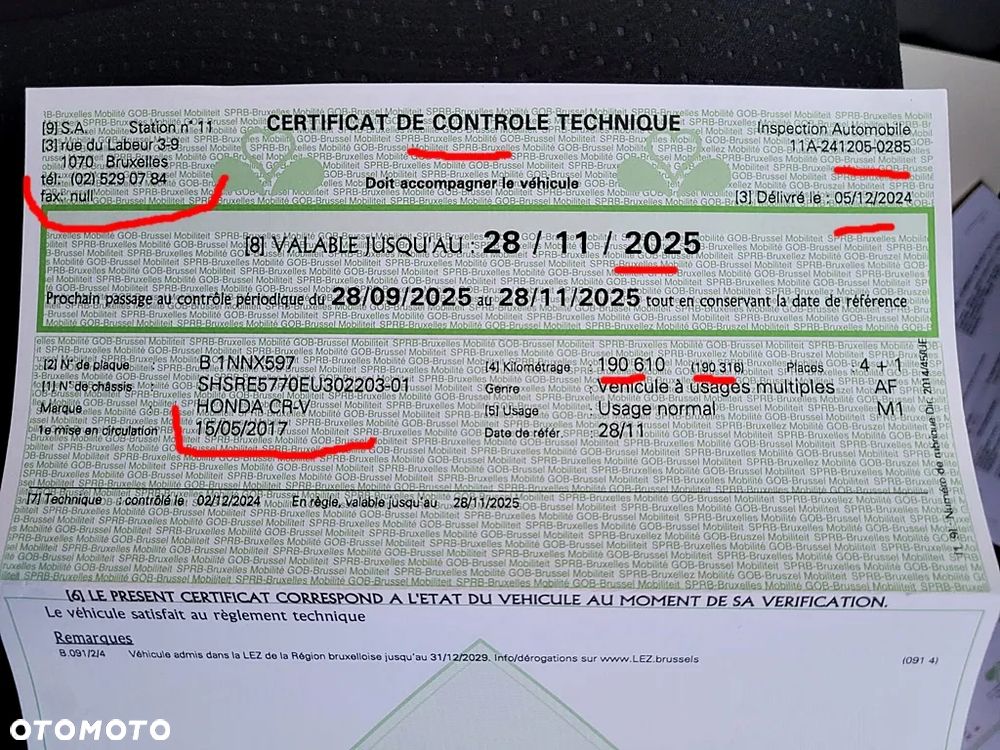 [9] S.A. Station n° 11
[3] rue du Labeur 3-9
1070 Bruxelles
tél: (02) 529 07 84
fax: null
CERTIFICAT DE CONTROLE TECHNIQUE
Doit accompagner le véhicule
Inspection Automobile
11A-241205-0285
[3] Délivré le : 05/12/2024
[8] VALABLE JUSQU'AU : 28 / 11 / 2025
Prochain passage au contrôle périodique du 28/09/2025 au 28/11/2025 tout en conservant la date de référence
[2] N° de plaque : B 1NNX597
[1] N° de châssis : SHSRE5770EU302203-01
Marque : HONDA CR-V
1e mise en circulation : 15/05/2017
[4] Kilométrage : 190 610 (190 316) Places : 4 + 1
Genre : Véhicule à usages multiples AF
[5] Usage : Usage normal M1
Date de référ. : 28/11
[7] Technique : contrôlé le : 02/12/2024 En règle, valable jusqu'au 28/11/2025
[6] LE PRESENT CERTIFICAT CORRESPOND A L'ETAT DU VEHICULE AU MOMENT DE SA VERIFICATION.
Le véhicule satisfait au règlement technique
Remarques
B.091/2/4 Véhicule admis dans la LEZ de la Région bruxelloise jusqu'au 31/12/2029. Info/dérogations sur www.LEZ.brussels (091 4)
OTOMOTO